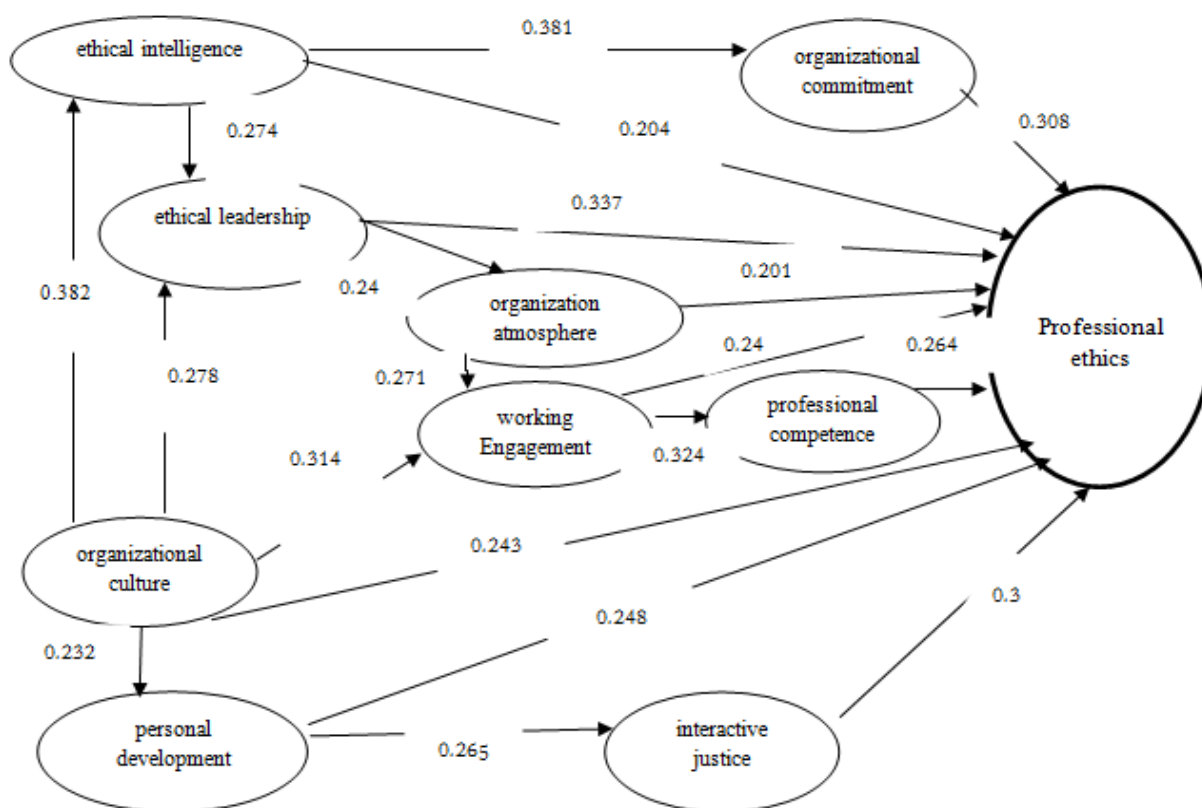 ethical intelligence
0.381
organizational
commitment
0.274
0.204
0.308
ethical leadership
0.337
0.382
0.24
0.201
organization
atmosphere
Professional
ethics
0.278
0.271
0.24
0.264
working
Engagement
professional
competence
0.314
0.324
organizational
culture
0.243
0.248
0.3
0.232
personal
development
0.265
interactive
justice